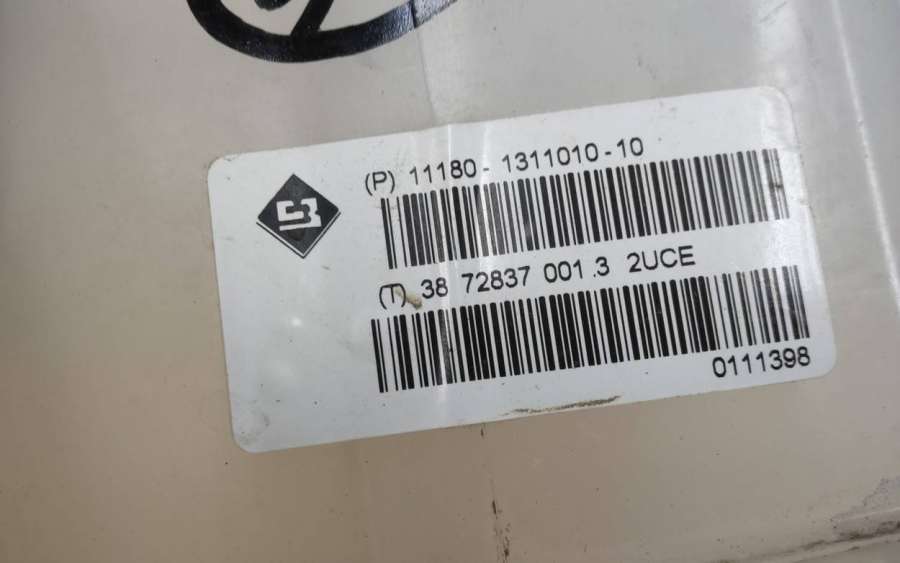 (P) 11180-1311010-10
(T) 38 72837 001.3 2UCE
0111398